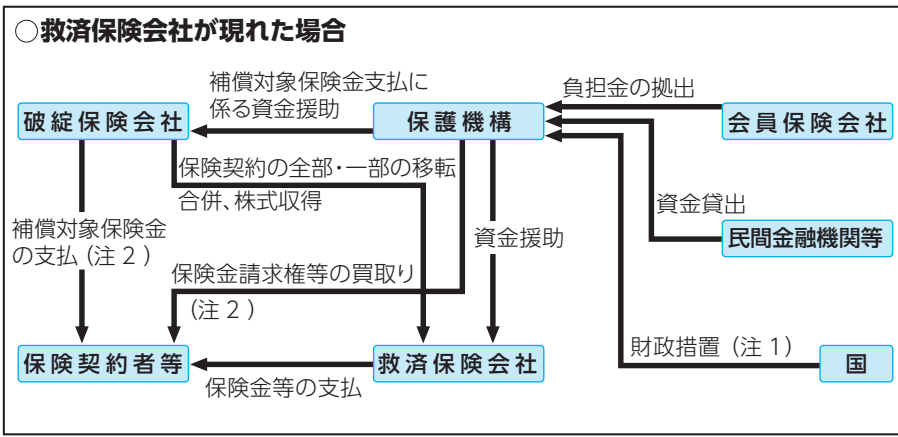 ○救済保険会社が現れた場合
補償対象保険金支払に
係る資金援助
負担金の拠出
破綻保険会社
保護機構
会員保険会社
保険契約の全部・一部の移転
合併、株式収得
資金貸出
補償対象保険金
の支払(注2)
資金援助
民間金融機関等
保険金請求権等の買取り
(注2)
財政措置(注1)
保険契約者等
救済保険会社
国
保険金等の支払